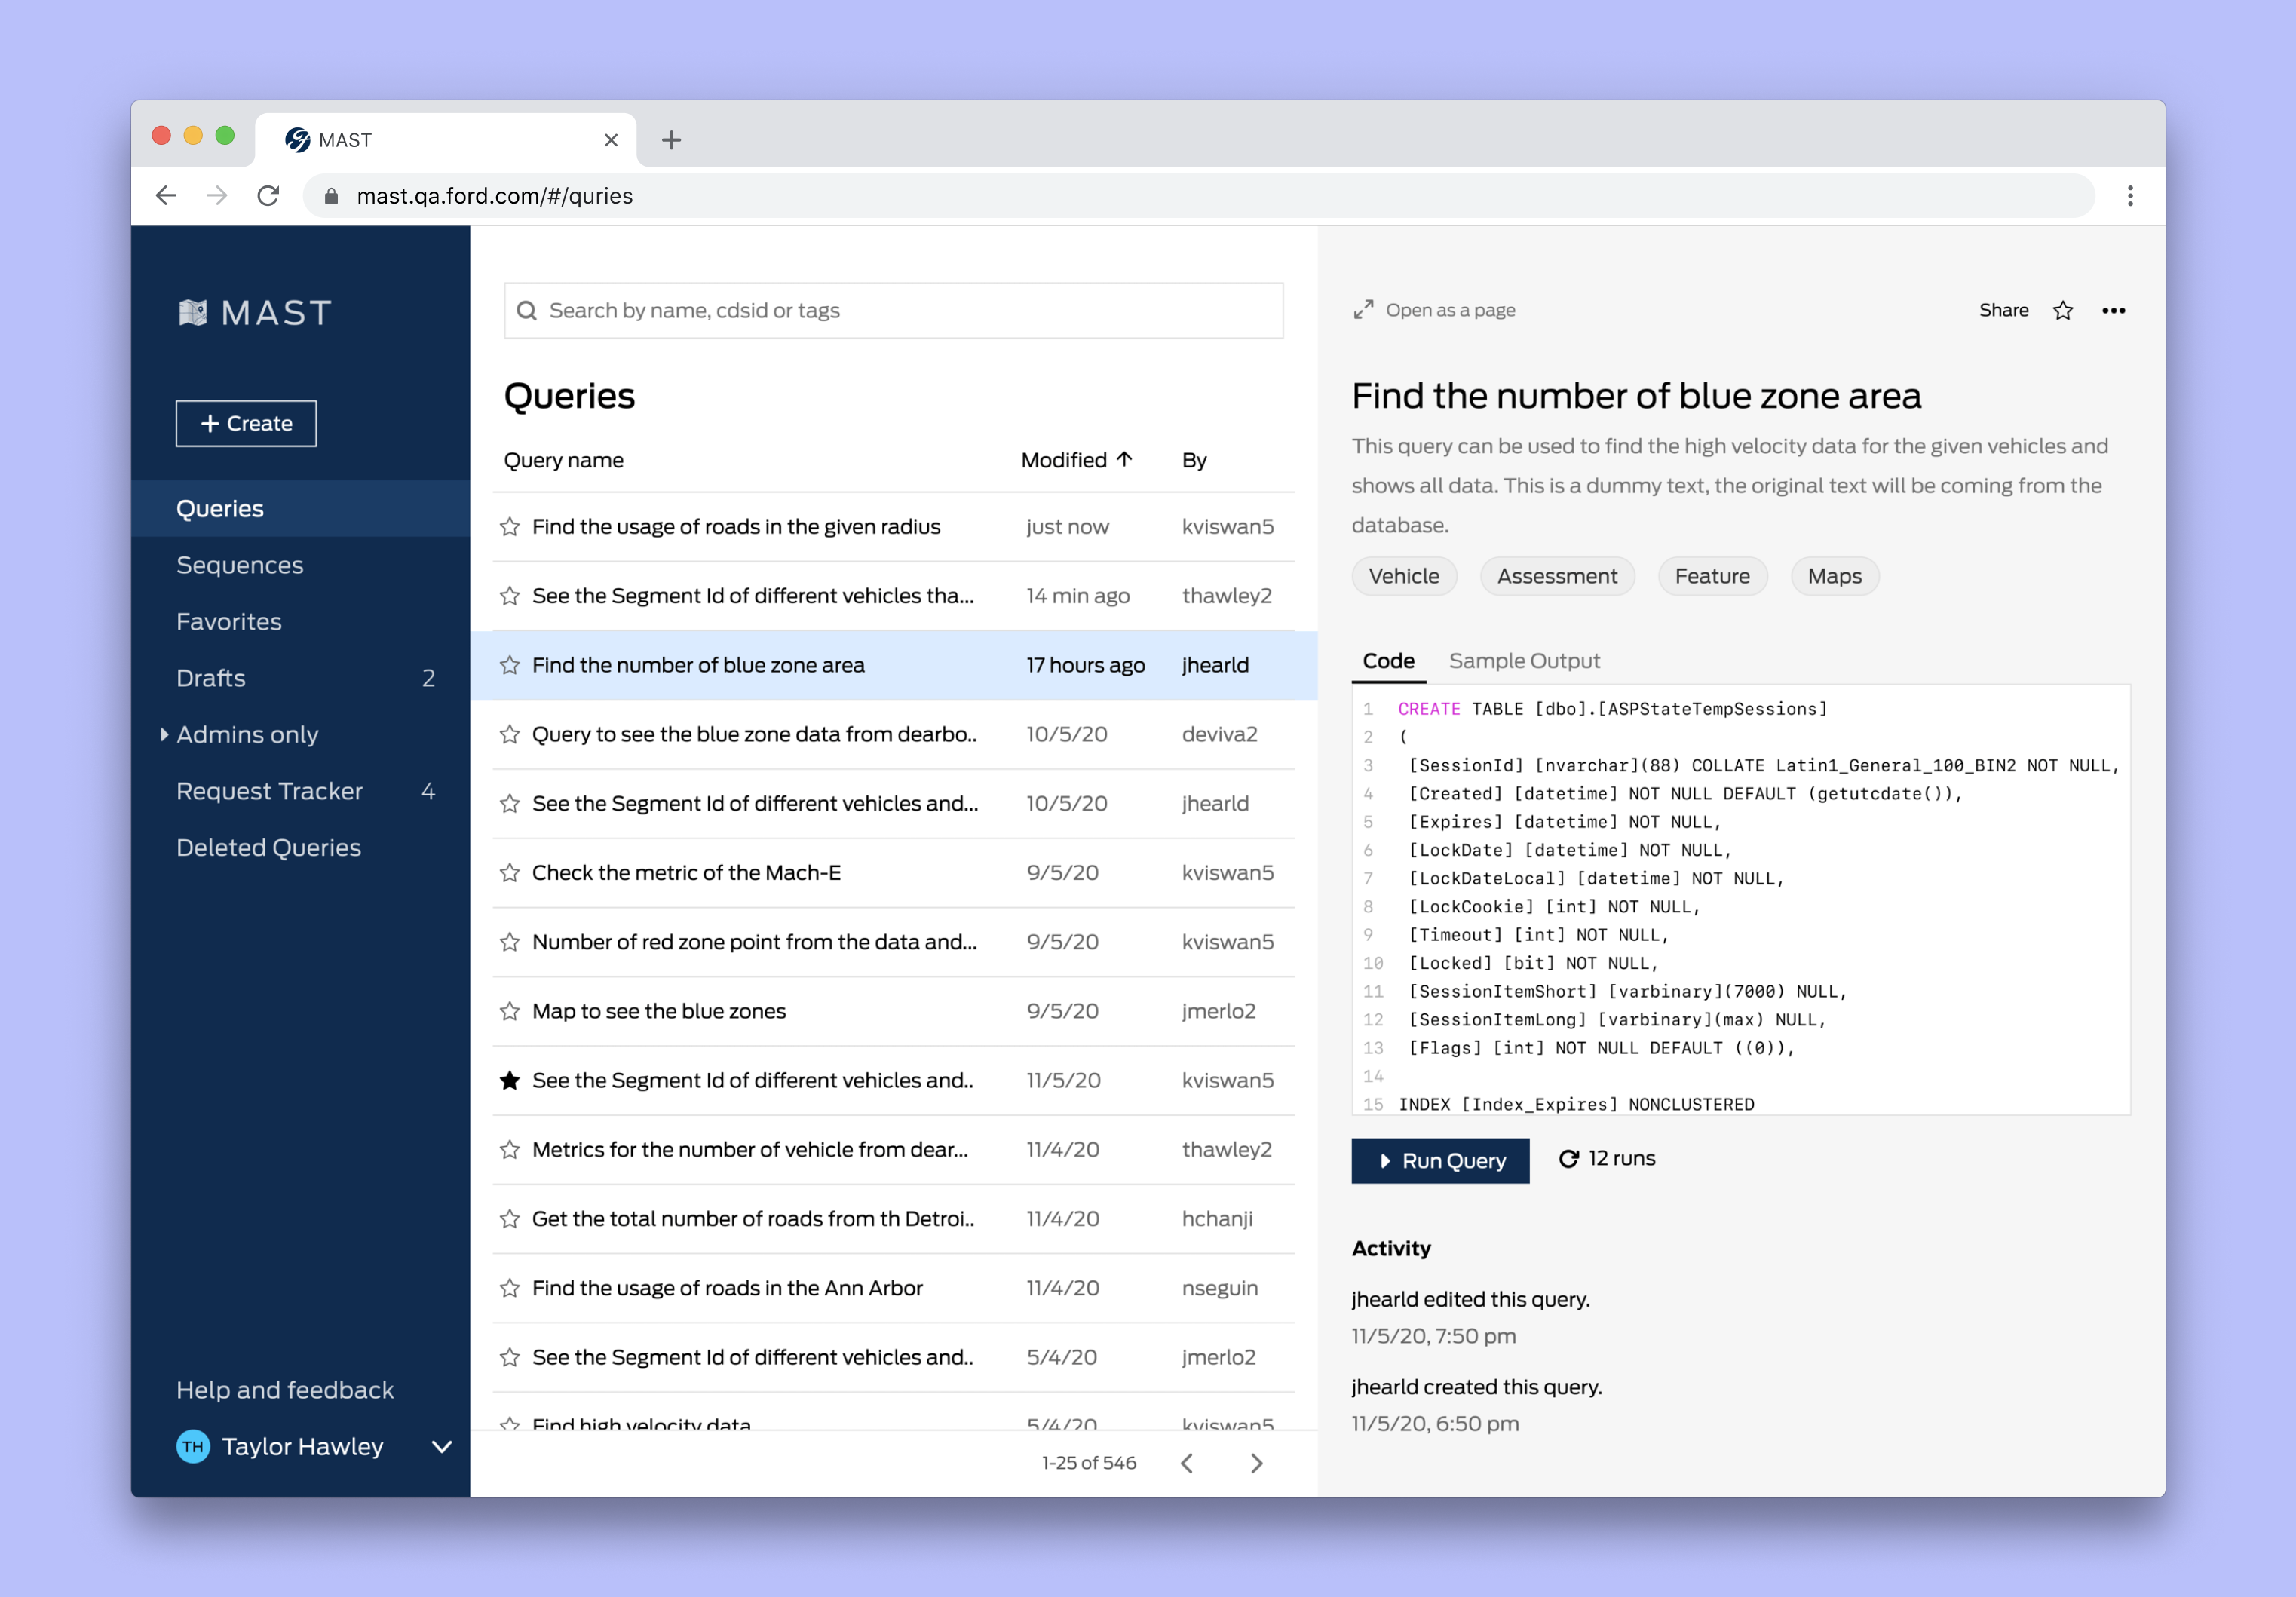 MAST
mast.qa.ford.com/#/quries
MAST
Create
Queries
Sequences
Favorites
Drafts 2
Admins only
Request Tracker 4
Deleted Queries
Help and feedback
TH Taylor Hawley
Search by name, cdsid or tags
Queries
Query name Modified By
Find the usage of roads in the given radius just now kviswan5
See the Segment Id of different vehicles tha... 14 min ago thawley2
Find the number of blue zone area 17 hours ago jhearld
Query to see the blue zone data from dearbo.. 10/5/20 deviva2
See the Segment Id of different vehicles and... 10/5/20 jhearld
Check the metric of the Mach-E 9/5/20 kviswan5
Number of red zone point from the data and... 9/5/20 kviswan5
Map to see the blue zones 9/5/20 jmerlo2
See the Segment Id of different vehicles and.. 11/5/20 kviswan5
Metrics for the number of vehicle from dear... 11/4/20 thawley2
Get the total number of roads from th Detroi.. 11/4/20 hchanji
Find the usage of roads in the Ann Arbor 11/4/20 nseguin
See the Segment Id of different vehicles and.. 5/4/20 jmerlo2
Find high velocity data 5/4/20 kviswan5
1-25 of 546
Open as a page Share
Find the number of blue zone area
This query can be used to find the high velocity data for the given vehicles and
shows all data. This is a dummy text, the original text will be coming from the
database.
Vehicle Assessment Feature Maps
Code Sample Output
1 CREATE TABLE [dbo].[ASPStateTempSessions]
2 (
3 [SessionId] [nvarchar](88) COLLATE Latin1_General_100_BIN2 NOT NULL,
4 [Created] [datetime] NOT NULL DEFAULT (getutcdate()),
5 [Expires] [datetime] NOT NULL,
6 [LockDate] [datetime] NOT NULL,
7 [LockDateLocal] [datetime] NOT NULL,
8 [LockCookie] [int] NOT NULL,
9 [Timeout] [int] NOT NULL,
10 [Locked] [bit] NOT NULL,
11 [SessionItemShort] [varbinary](7000) NULL,
12 [SessionItemLong] [varbinary](max) NULL,
13 [Flags] [int] NOT NULL DEFAULT ((0)),
14
15 INDEX [Index_Expires] NONCLUSTERED
Run Query 12 runs
Activity
jhearld edited this query.
11/5/20, 7:50 pm
jhearld created this query.
11/5/20, 6:50 pm